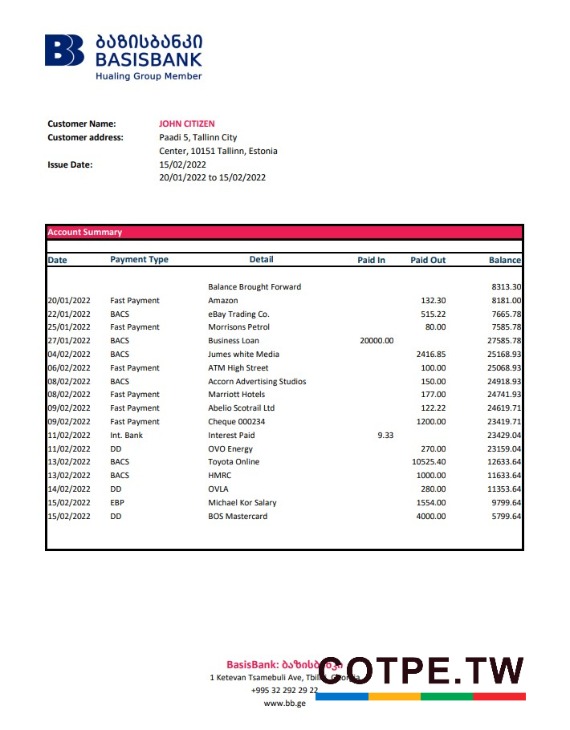 ბაზისბანკი
BASISBANK
Hualing Group Member
Customer Name: JOHN CITIZEN
Customer address: Paadi 5, Tallinn City
Center, 10151 Tallinn, Estonia
Issue Date: 15/02/2022
20/01/2022 to 15/02/2022
Account Summary
Date Payment Type Detail Paid In Paid Out Balance
Balance Brought Forward 8313.30
20/01/2022 Fast Payment Amazon 132.30 8181.00
22/01/2022 BACS eBay Trading Co. 515.22 7665.78
25/01/2022 Fast Payment Morrisons Petrol 80.00 7585.78
27/01/2022 BACS Business Loan 20000.00 27585.78
04/02/2022 BACS Jumes white Media 2416.85 25168.93
06/02/2022 Fast Payment ATM High Street 100.00 25068.93
08/02/2022 BACS Accorn Advertising Studios 150.00 24918.93
08/02/2022 Fast Payment Marriott Hotels 177.00 24741.93
09/02/2022 Fast Payment Abelio Scotrail Ltd 122.22 24619.71
09/02/2022 Fast Payment Cheque 000234 1200.00 23419.71
11/02/2022 Int. Bank Interest Paid 9.33 23429.04
11/02/2022 DD OVO Energy 270.00 23159.04
13/02/2022 BACS Toyota Online 10525.40 12633.64
13/02/2022 BACS HMRC 1000.00 11633.64
14/02/2022 DD OVLA 280.00 11353.64
15/02/2022 EBP Michael Kor Salary 1554.00 9799.64
15/02/2022 DD BOS Mastercard 4000.00 5799.64
BasisBank: ბაზისბანკი
COTPE.TW
1 Ketevan Tsamebuli Ave, Tbilisi, Georgia
+995 32 292 29 22
www.bb.ge